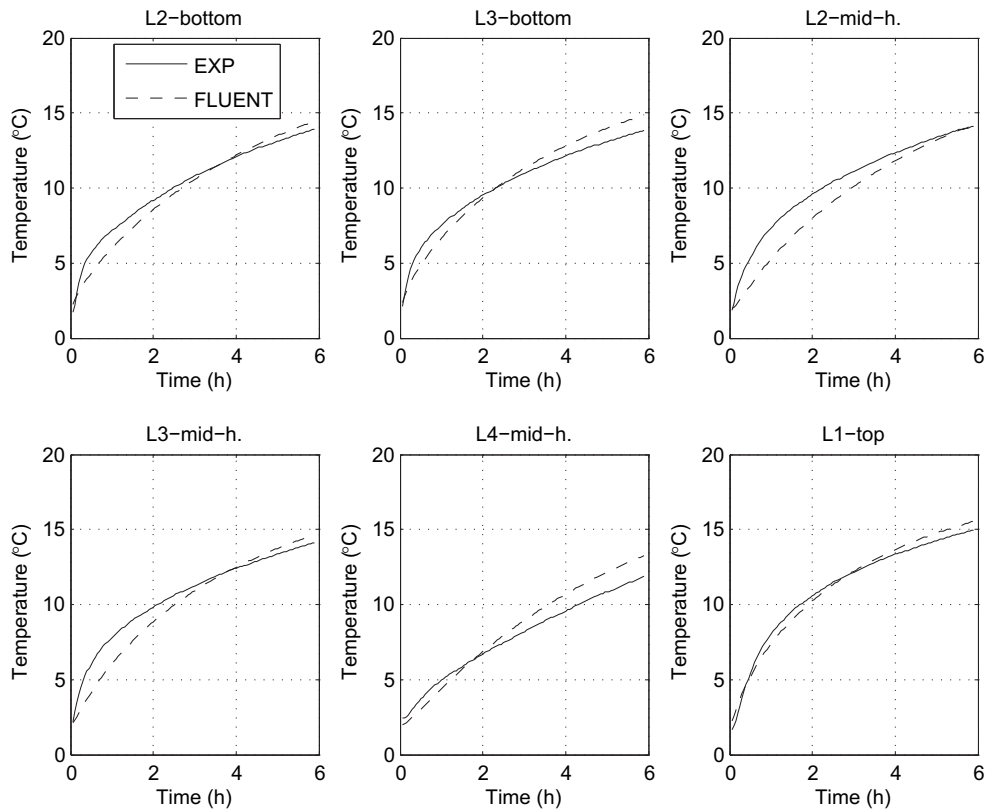 L2−bottom
L3−bottom
L2−mid−h.
EXP
FLUENT
Temperature (°C)
20
15
10
5
0
0 2 4 6
Time (h)
Temperature (°C)
20
15
10
5
0
0 2 4 6
Time (h)
Temperature (°C)
20
15
10
5
0
0 2 4 6
Time (h)
L3−mid−h.
L4−mid−h.
L1−top
Temperature (°C)
20
15
10
5
0
0 2 4 6
Time (h)
Temperature (°C)
20
15
10
5
0
0 2 4 6
Time (h)
Temperature (°C)
20
15
10
5
0
0 2 4 6
Time (h)